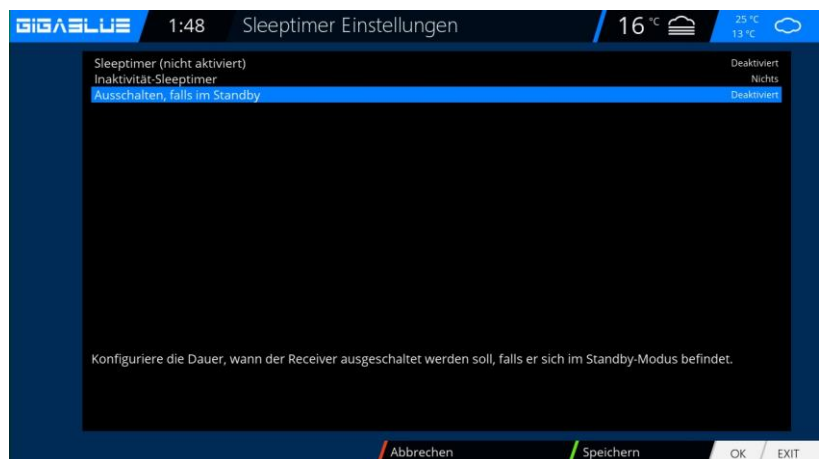 GIGABLUE 1:48 Sleeptimer Einstellungen 16 °C 25 °C
13 °C
Sleeptimer (nicht aktiviert) Deaktiviert
Inaktivität-Sleeptimer Nichts
Ausschalten, falls im Standby Deaktiviert
Konfiguriere die Dauer, wann der Receiver ausgeschaltet werden soll, falls er sich im Standby-Modus befindet.
Abbrechen Speichern OK EXIT